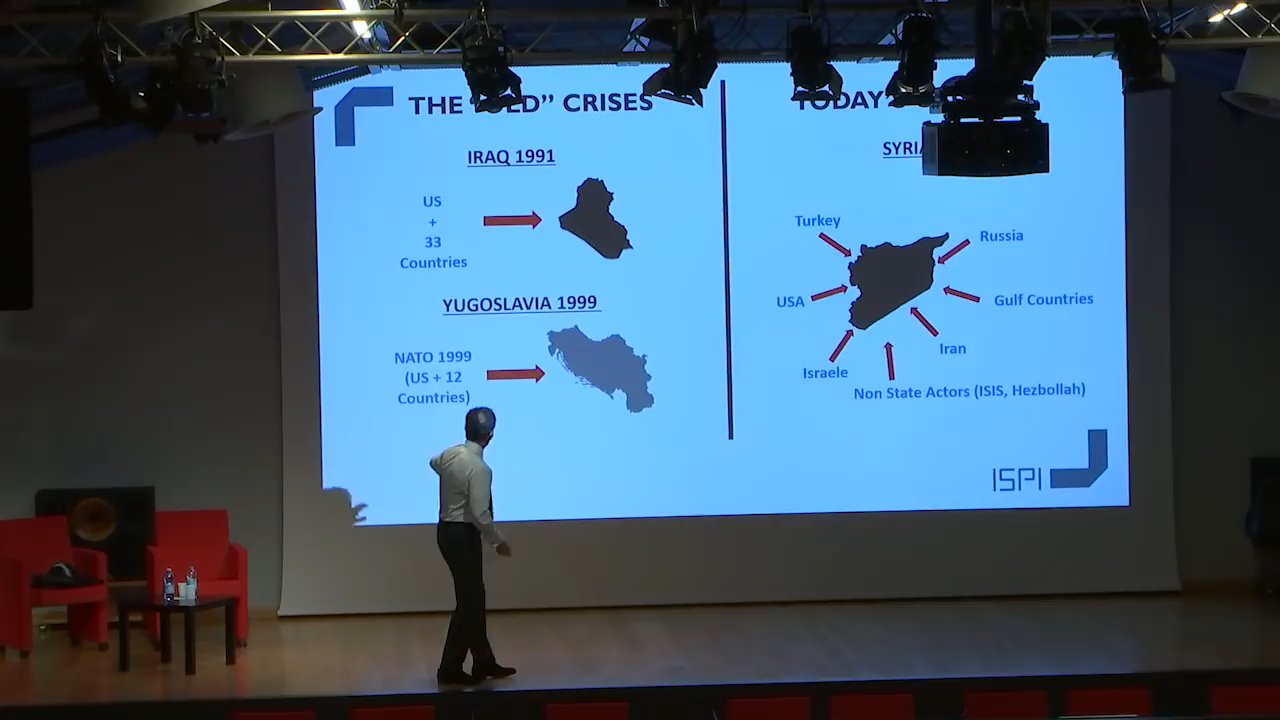 THE "OLD" CRISES
IRAQ 1991
US
+
33
Countries
YUGOSLAVIA 1999
NATO 1999
(US + 12
Countries)
TODAY
SYRIA
Turkey
Russia
USA
Gulf Countries
Iran
Israele
Non State Actors (ISIS, Hezbollah)
ISPI